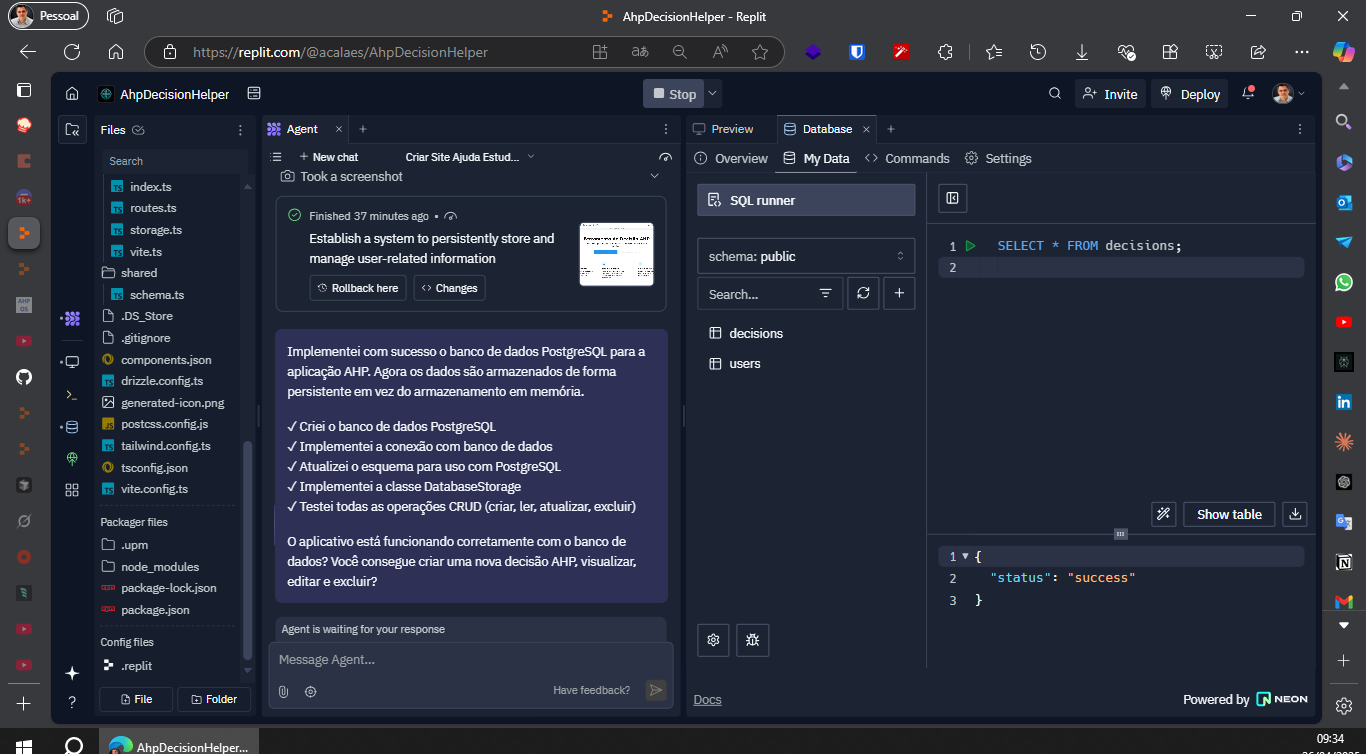 Pessoal
AhpDecisionHelper - Replit
https://replit.com/@acalaes/AhpDecisionHelper
AhpDecisionHelper
Stop
Invite
Deploy
Files
Search
index.ts
routes.ts
storage.ts
vite.ts
shared
schema.ts
.DS_Store
.gitignore
components.json
drizzle.config.ts
generated-icon.png
postcss.config.js
tailwind.config.ts
tsconfig.json
vite.config.ts
Packager files
.upm
node_modules
package-lock.json
package.json
Config files
.replit
File
Folder
Agent
New chat
Criar Site Ajuda Estud...
Took a screenshot
Finished 37 minutes ago •
Establish a system to persistently store and
manage user-related information
Rollback here
Changes
Implementei com sucesso o banco de dados PostgreSQL para a
aplicação AHP. Agora os dados são armazenados de forma
persistente em vez do armazenamento em memória.
✓ Criei o banco de dados PostgreSQL
✓ Implementei a conexão com banco de dados
✓ Atualizei o esquema para uso com PostgreSQL
✓ Implementei a classe DatabaseStorage
✓ Testei todas as operações CRUD (criar, ler, atualizar, excluir)
O aplicativo está funcionando corretamente com o banco de
dados? Você consegue criar uma nova decisão AHP, visualizar,
editar e excluir?
Agent is waiting for your response
Message Agent...
Have feedback?
Preview
Database
Overview
My Data
Commands
Settings
SQL runner
schema: public
Search...
decisions
users
1 SELECT * FROM decisions;
2
Show table
1 {
2 "status": "success"
3 }
Docs
Powered by NEON
AhpDecisionHelper...
09:34